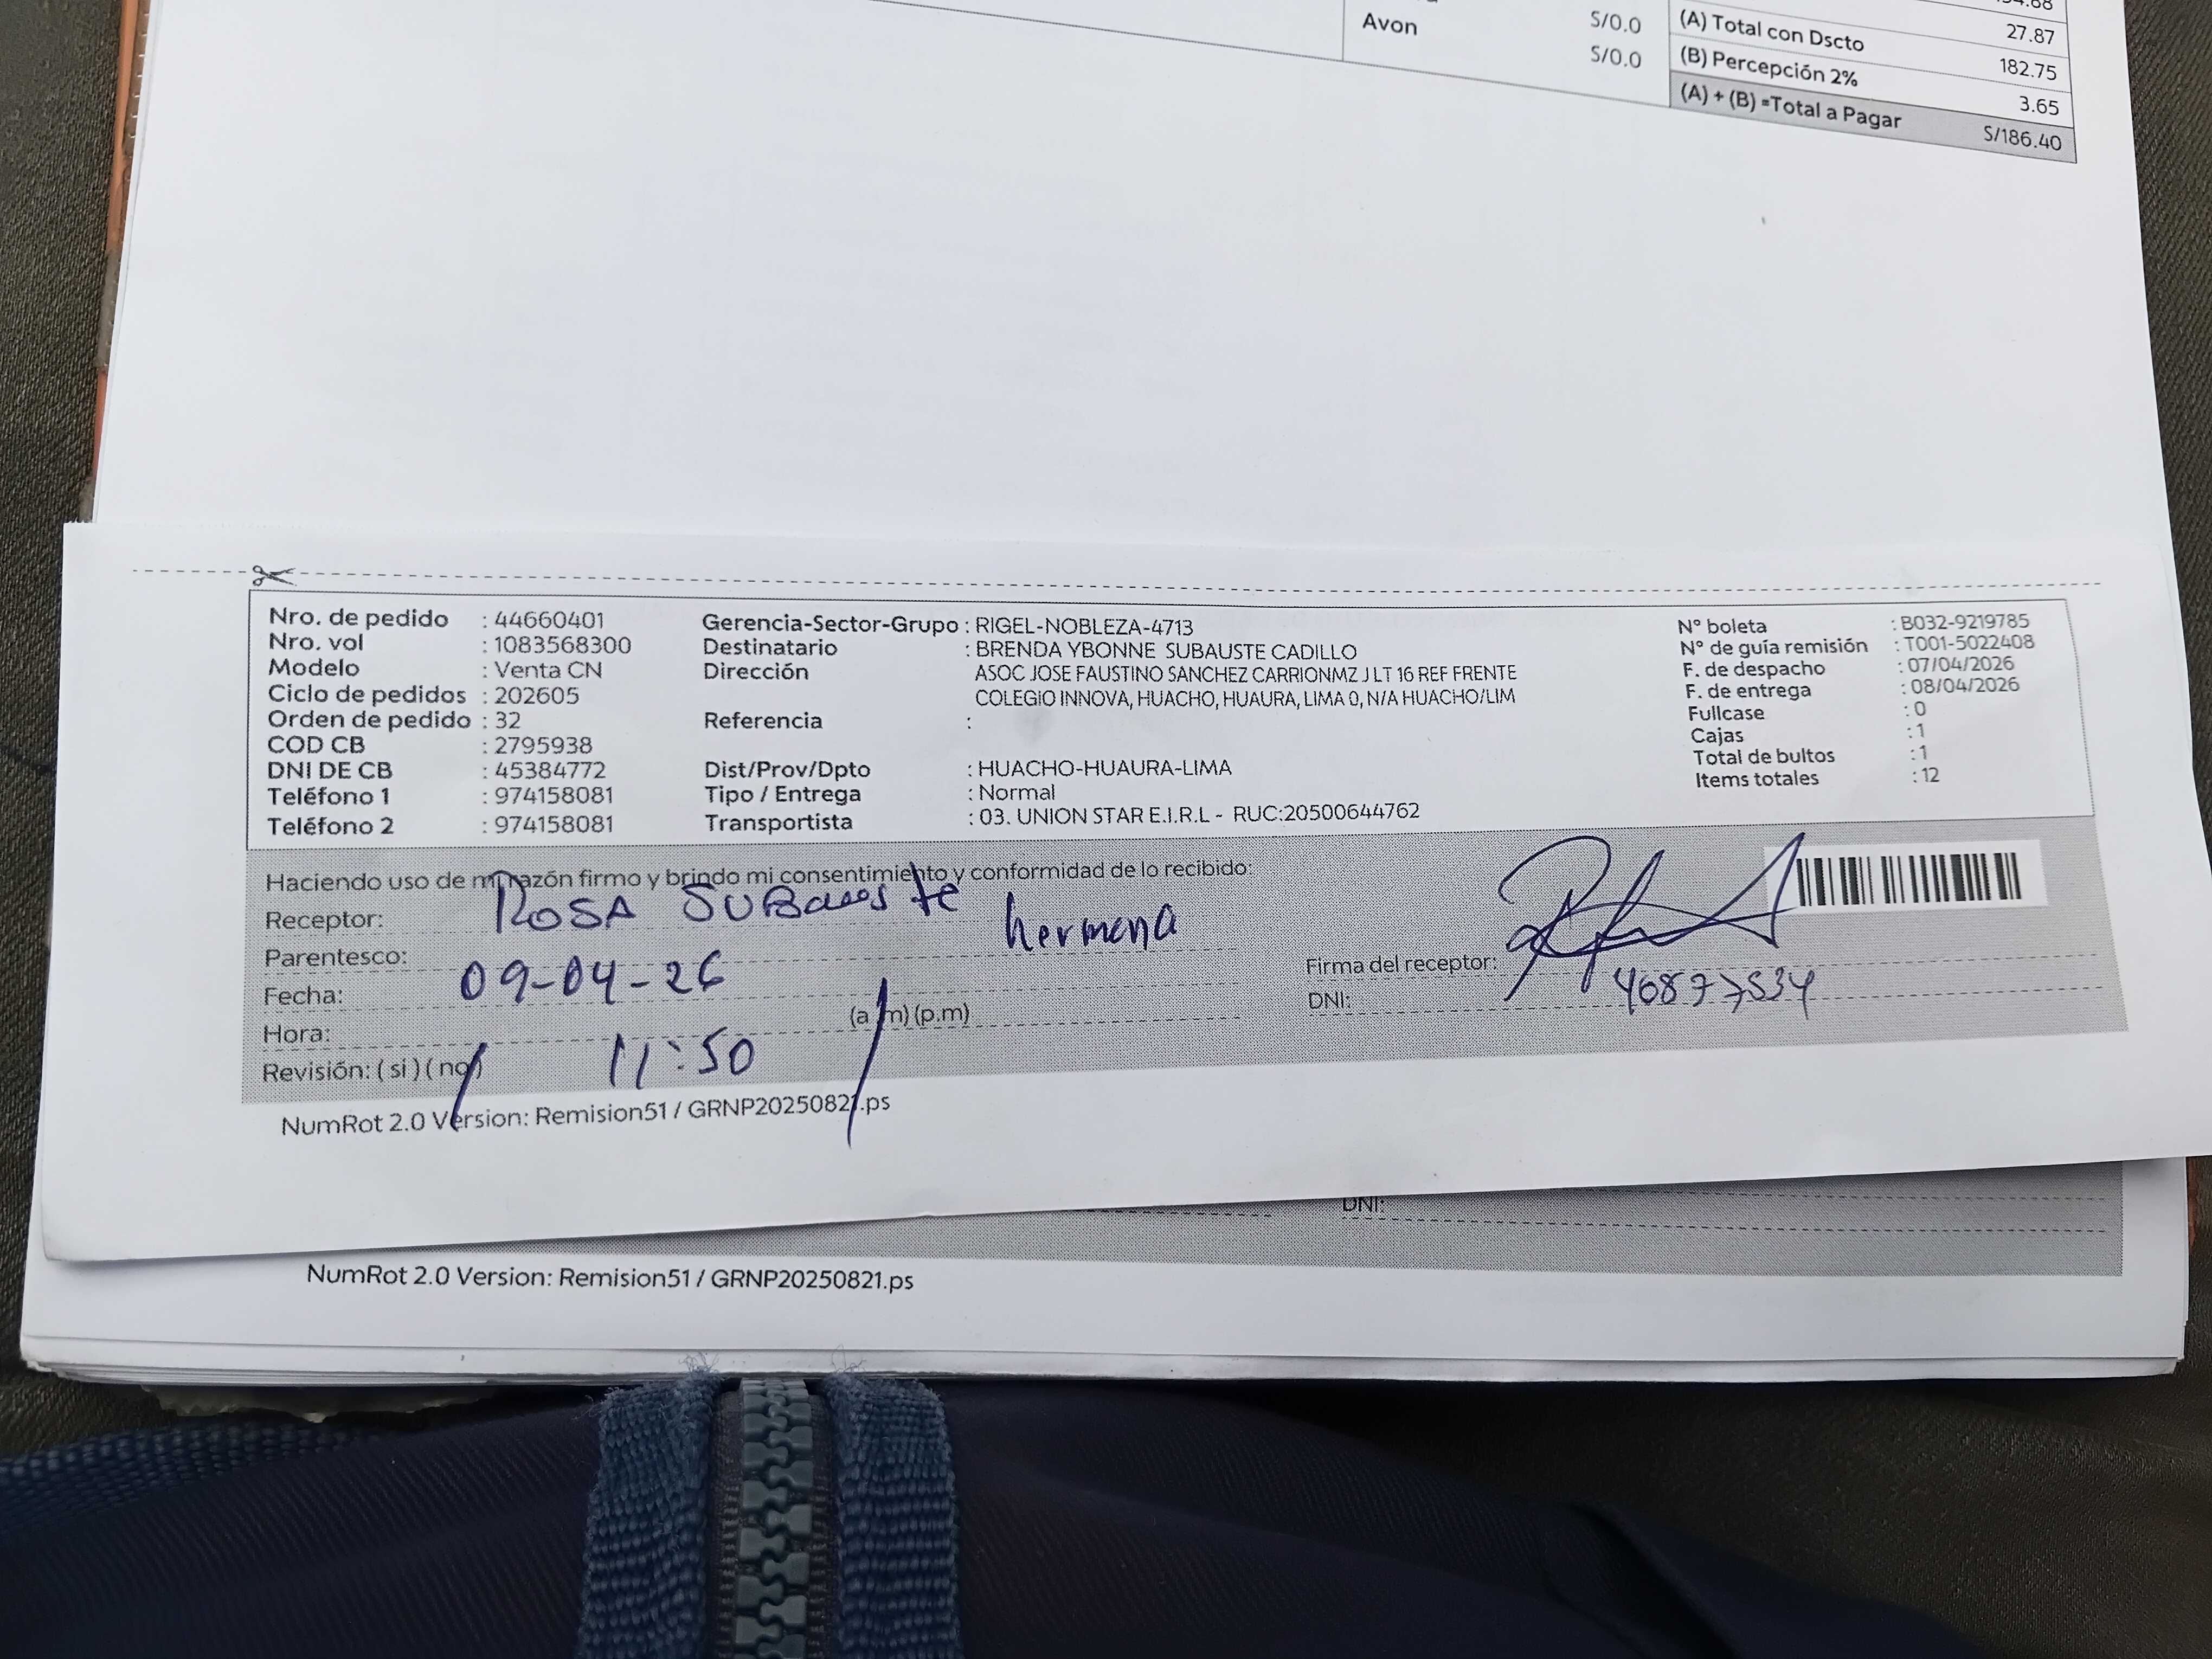 Avon S/0.0
S/0.0
27.87
(A) Total con Dscto 182.75
(B) Percepción 2% 3.65
(A) + (B) =Total a Pagar S/186.40
Nro. de pedido : 44660401
Nro. vol : 1083568300
Modelo : Venta CN
Ciclo de pedidos : 202605
Orden de pedido : 32
COD CB : 2795938
DNI DE CB : 45384772
Teléfono 1 : 974158081
Teléfono 2 : 974158081
Gerencia-Sector-Grupo : RIGEL-NOBLEZA-4713
Destinatario : BRENDA YBONNE SUBAUSTE CADILLO
Dirección ASOC JOSE FAUSTINO SANCHEZ CARRIONMZ J LT 16 REF FRENTE
COLEGIO INNOVA, HUACHO, HUAURA, LIMA 0, N/A HUACHO/LIM
Referencia :
Dist/Prov/Dpto : HUACHO-HUAURA-LIMA
Tipo / Entrega : Normal
Transportista : 03. UNION STAR E.I.R.L - RUC:20500644762
N° boleta : B032-9219785
N° de guía remisión : T001-5022408
F. de despacho : 07/04/2026
F. de entrega : 08/04/2026
Fullcase : 0
Cajas : 1
Total de bultos : 1
Items totales : 12
Haciendo uso de mi razón firmo y brindo mi consentimiento y conformidad de lo recibido:
Receptor: ROSA SUBauste
Parentesco: hermana
Fecha: 09-04-26
Hora: 11:50 (a.m) (p.m)
Revisión: ( si ) ( no )
Firma del receptor:
DNI: 40877534
NumRot 2.0 Version: Remision51 / GRNP20250821.ps
DNI:
NumRot 2.0 Version: Remision51 / GRNP20250821.ps